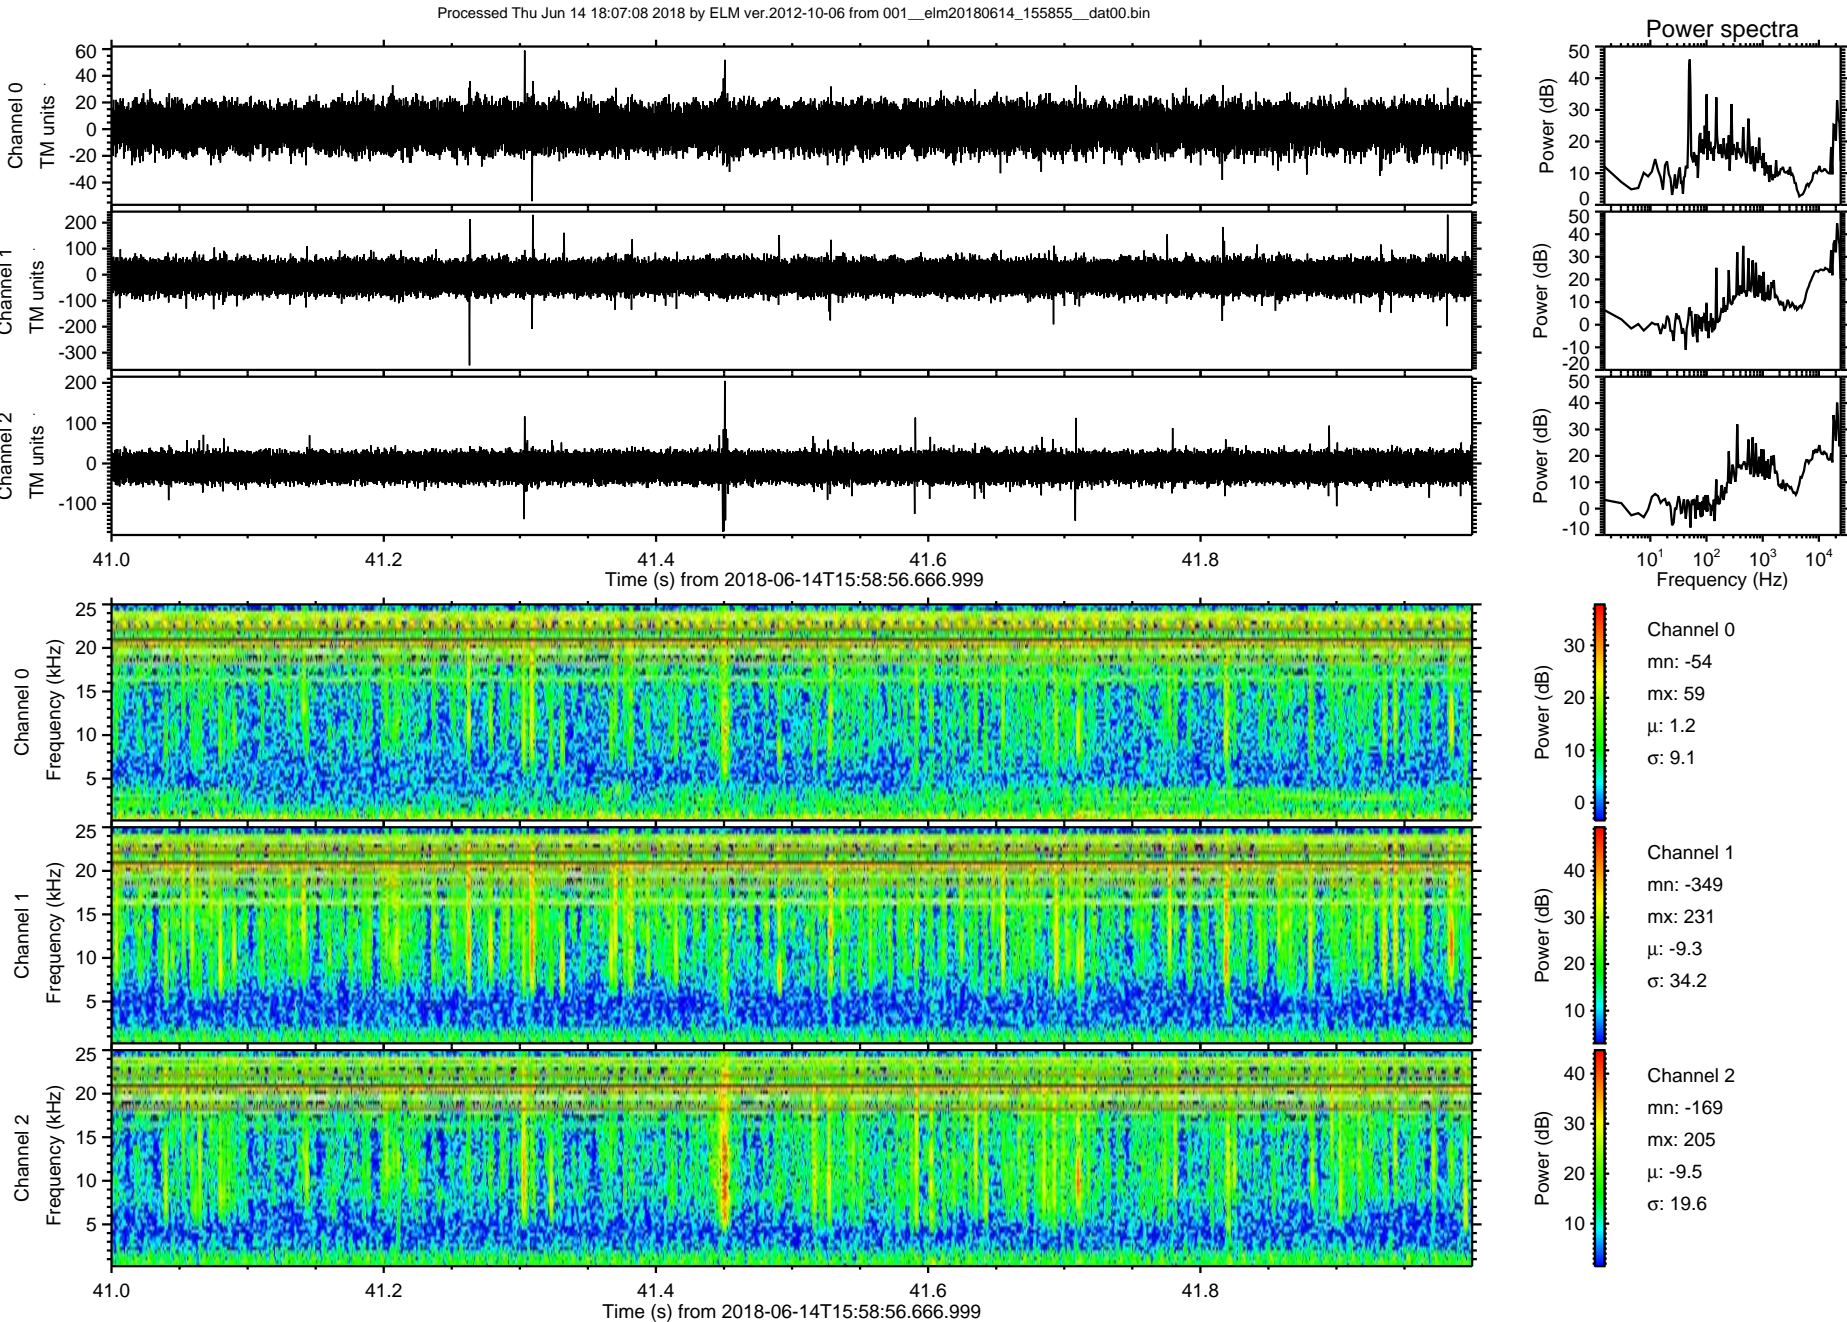 Processed Thu Jun 14 18:07:08 2018 by ELM ver.2012-10-06 from 001__elm20180614_155855__dat00.bin
Power spectra
Channel 0
TM units
60
40
20
0
-20
-40
Power (dB)
50
40
30
20
10
0
Channel 1
TM units
200
100
0
-100
-200
-300
Power (dB)
50
40
30
20
10
0
-10
-20
Channel 2
TM units
200
100
0
-100
Power (dB)
50
40
30
20
10
0
-10
41.0 41.2 41.4 41.6 41.8
Time (s) from 2018-06-14T15:58:56.666.999
10¹ 10² 10³ 10⁴
Frequency (Hz)
Channel 0
Frequency (kHz)
25
20
15
10
5
Power (dB)
30
20
10
0
Channel 0
mn: -54
mx: 59
μ: 1.2
σ: 9.1
Channel 1
Frequency (kHz)
25
20
15
10
5
Power (dB)
40
30
20
10
Channel 1
mn: -349
mx: 231
μ: -9.3
σ: 34.2
Channel 2
Frequency (kHz)
25
20
15
10
5
Power (dB)
40
30
20
10
Channel 2
mn: -169
mx: 205
μ: -9.5
σ: 19.6
41.0 41.2 41.4 41.6 41.8
Time (s) from 2018-06-14T15:58:56.666.999